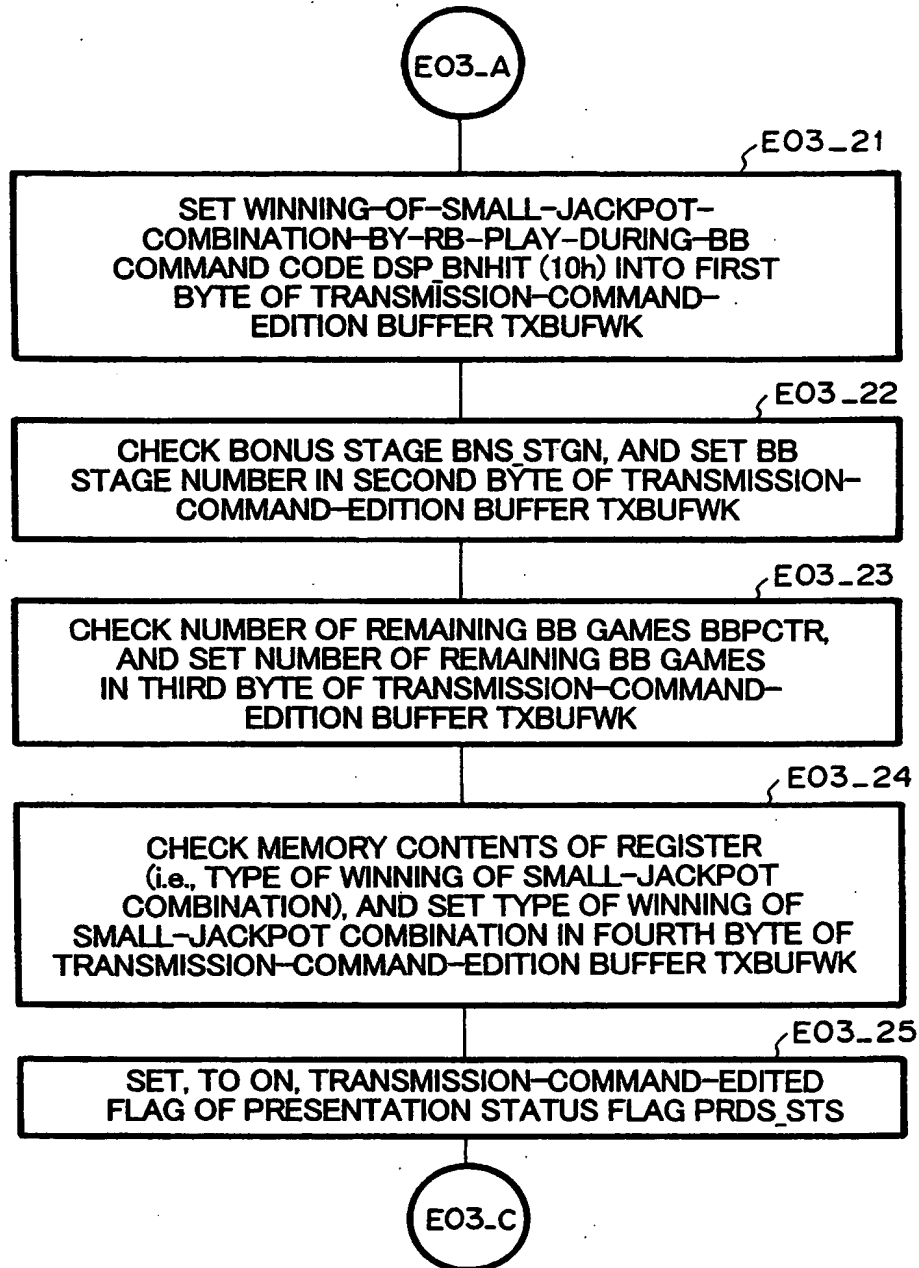 E03_A
E03_21
SET WINNING-OF-SMALL-JACKPOT-
COMBINATION-BY-RB-PLAY-DURING-BB
COMMAND CODE DSP_BNHIT (10h) INTO FIRST
BYTE OF TRANSMISSION-COMMAND-
EDITION BUFFER TXBUFWK
E03_22
CHECK BONUS STAGE BNS_STGN, AND SET BB
STAGE NUMBER IN SECOND BYTE OF TRANSMISSION-
COMMAND-EDITION BUFFER TXBUFWK
E03_23
CHECK NUMBER OF REMAINING BB GAMES BBPCTR,
AND SET NUMBER OF REMAINING BB GAMES
IN THIRD BYTE OF TRANSMISSION-COMMAND-
EDITION BUFFER TXBUFWK
E03_24
CHECK MEMORY CONTENTS OF REGISTER
(i.e., TYPE OF WINNING OF SMALL-JACKPOT
COMBINATION), AND SET TYPE OF WINNING OF
SMALL-JACKPOT COMBINATION IN FOURTH BYTE OF
TRANSMISSION-COMMAND-EDITION BUFFER TXBUFWK
E03_25
SET, TO ON, TRANSMISSION-COMMAND-EDITED
FLAG OF PRESENTATION STATUS FLAG PRDS_STS
E03_C